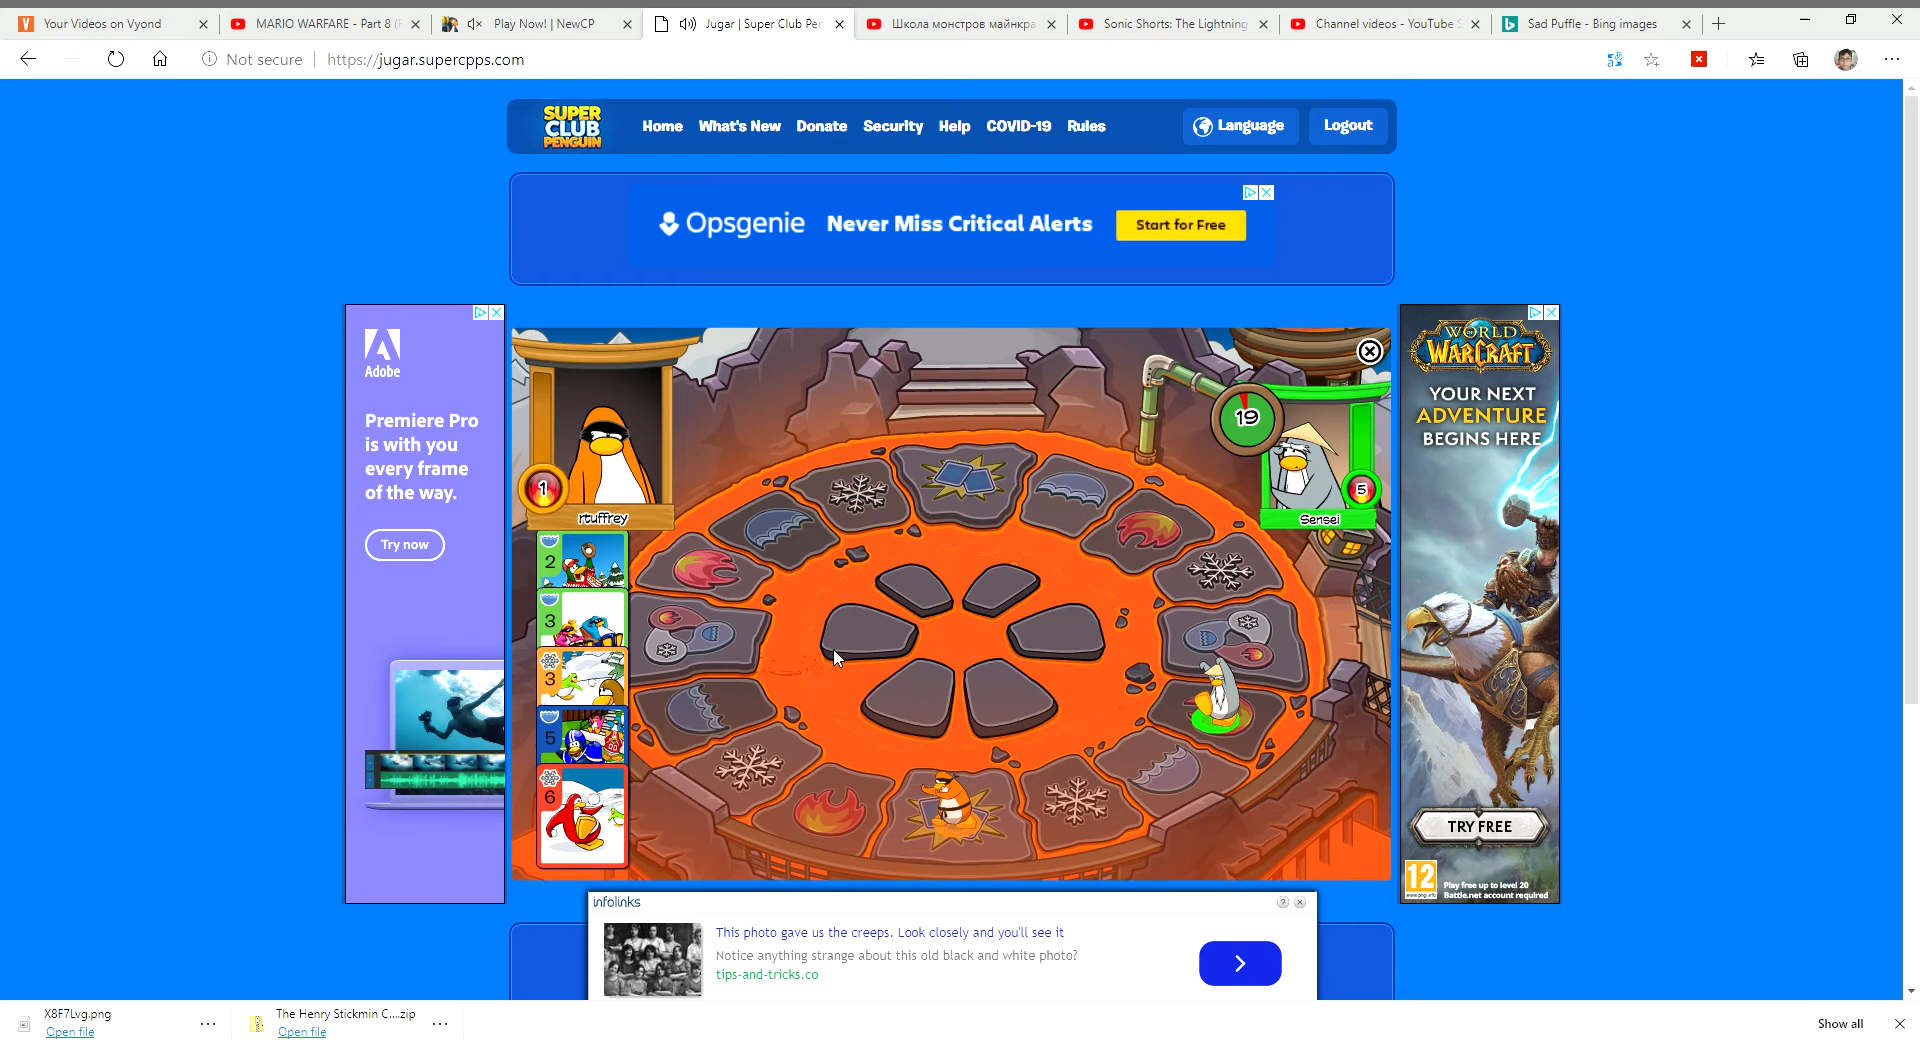 Your Videos on Vyond
MARIO WARFARE - Part 8 (F
Play Now! | NewCP
Jugar | Super Club Per
Школа монстров майнкра
Sonic Shorts: The Lightning
Channel videos - YouTube S
Sad Puffle - Bing images
Not secure
https://jugar.supercpps.com
SUPER
CLUB
PENGUIN
Home
What's New
Donate
Security
Help
COVID-19
Rules
Language
Logout
Opsgenie
Never Miss Critical Alerts
Start for Free
Adobe
Premiere Pro
is with you
every frame
of the way.
Try now
19
1
rtuffrey
5
Sensei
2
3
3
5
6
WORLD
OF
WARCRAFT
YOUR NEXT
ADVENTURE
BEGINS HERE
TRY FREE
12
www.pegi.info
Play free up to level 20
Battle.net account required
infolinks
This photo gave us the creeps. Look closely and you'll see it
Notice anything strange about this old black and white photo?
tips-and-tricks.co
X8F7Lvg.png
Open file
The Henry Stickmin C....zip
Open file
Show all